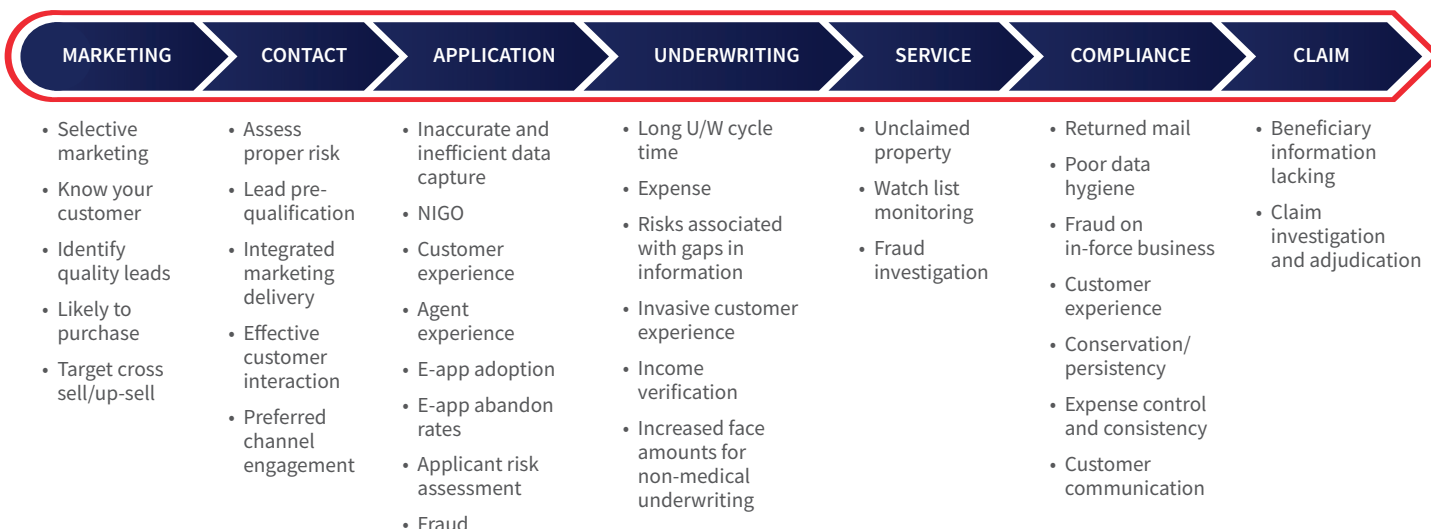 MARKETING
CONTACT
APPLICATION
UNDERWRITING
SERVICE
COMPLIANCE
CLAIM
• Selective
marketing
• Know your
customer
• Identify
quality leads
• Likely to
purchase
• Target cross
sell/up-sell
• Assess
proper risk
• Lead pre-
qualification
• Integrated
marketing
delivery
• Effective
customer
interaction
• Preferred
channel
engagement
• Inaccurate and
inefficient data
capture
• NIGO
• Customer
experience
• Agent
experience
• E-app adoption
• E-app abandon
rates
• Applicant risk
assessment
• Fraud
• Long U/W cycle
time
• Expense
• Risks associated
with gaps in
information
• Invasive customer
experience
• Income
verification
• Increased face
amounts for
non-medical
underwriting
• Unclaimed
property
• Watch list
monitoring
• Fraud
investigation
• Returned mail
• Poor data
hygiene
• Fraud on
in-force business
• Customer
experience
• Conservation/
persistency
• Expense control
and consistency
• Customer
communication
• Beneficiary
information
lacking
• Claim
investigation
and adjudication